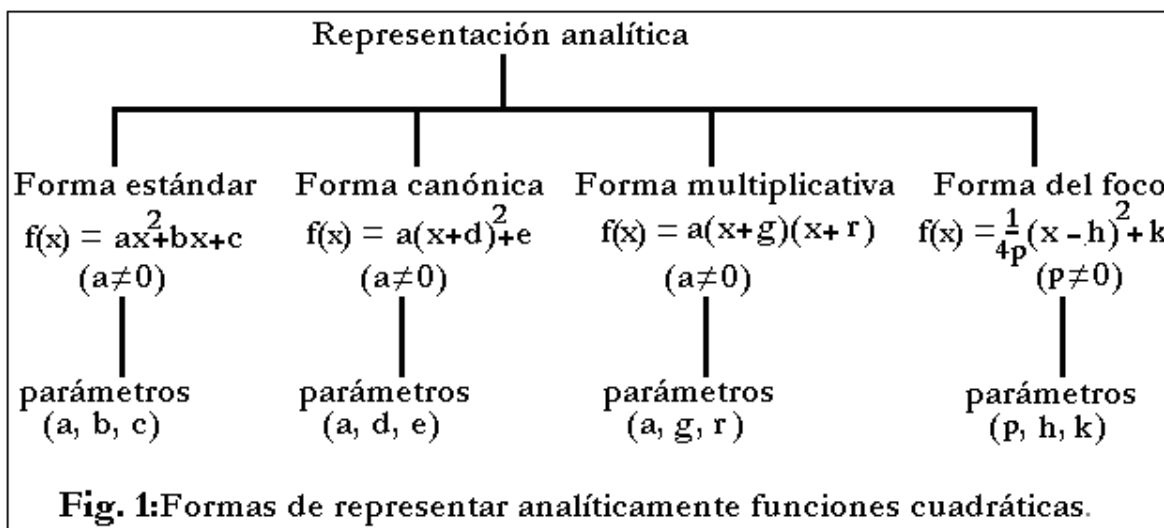 Representación analítica
Forma estándar Forma canónica Forma multiplicativa Forma del foco
f(x) = ax²+bx+c f(x) = a(x+d)²+e f(x) = a(x+g)(x+r) f(x) = 1/4p(x-h)²+k
(a≠0) (a≠0) (a≠0) (p≠0)
parámetros parámetros parámetros parámetros
(a, b, c) (a, d, e) (a, g, r) (p, h, k)
Fig. 1:Formas de representar analíticamente funciones cuadráticas.